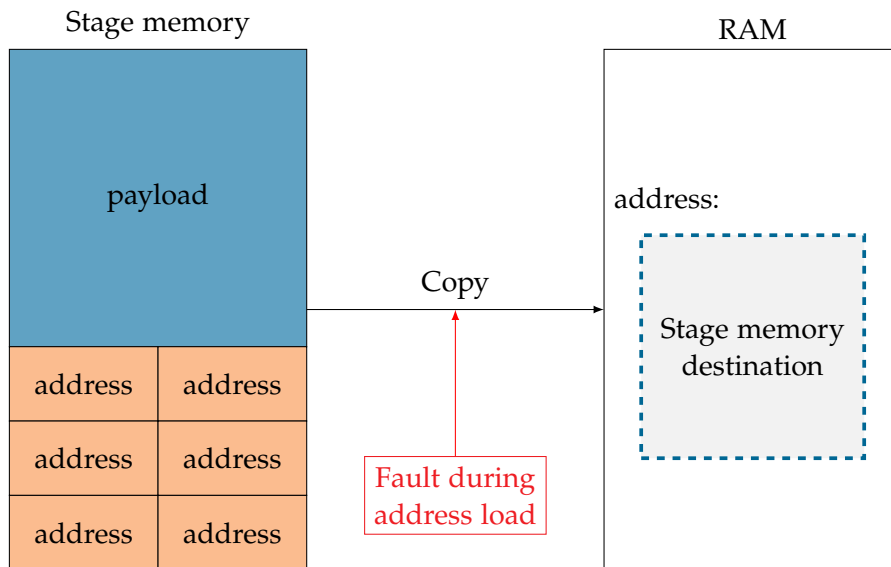 Stage memory
RAM
payload
address:
Copy
Stage memory
destination
address address
address address
address address
Fault during
address load